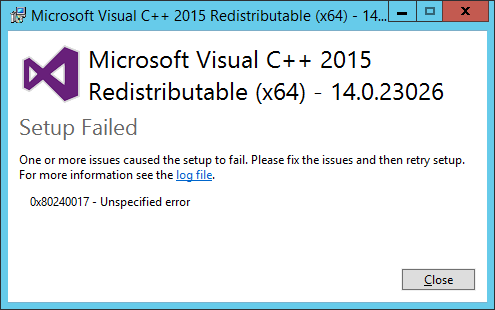 Microsoft Visual C++ 2015 Redistributable (x64) - 14...
Microsoft Visual C++ 2015
Redistributable (x64) - 14.0.23026
Setup Failed
One or more issues caused the setup to fail. Please fix the issues and then retry setup.
For more information see the log file.
0x80240017 - Unspecified error
Close